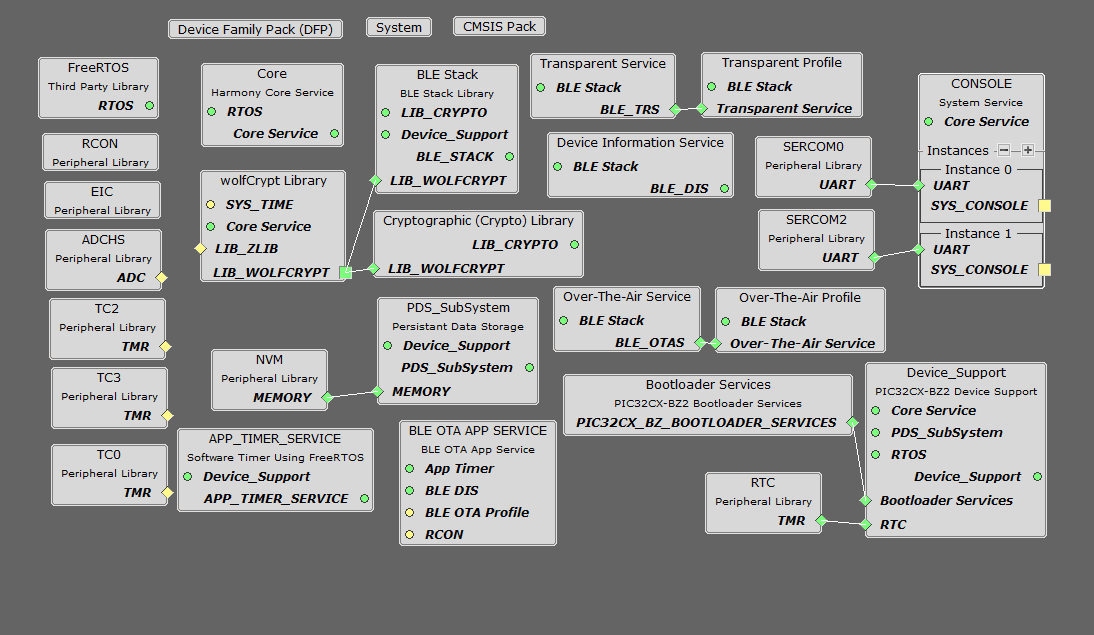 Device Family Pack (DFP)
System
CMSIS Pack
FreeRTOS
Third Party Library
RTOS
RCON
Peripheral Library
EIC
Peripheral Library
ADCHS
Peripheral Library
ADC
TC2
Peripheral Library
TMR
TC3
Peripheral Library
TMR
TC0
Peripheral Library
TMR
Core
Harmony Core Service
RTOS
Core Service
wolfCrypt Library
SYS_TIME
Core Service
LIB_ZLIB
LIB_WOLFCRYPT
NVM
Peripheral Library
MEMORY
APP_TIMER_SERVICE
Software Timer Using FreeRTOS
Device_Support
APP_TIMER_SERVICE
BLE Stack
BLE Stack Library
LIB_CRYPTO
Device_Support
BLE_STACK
LIB_WOLFCRYPT
Cryptographic (Crypto) Library
LIB_CRYPTO
LIB_WOLFCRYPT
PDS_SubSystem
Persistant Data Storage
Device_Support
PDS_SubSystem
MEMORY
BLE OTA APP SERVICE
BLE OTA App Service
App Timer
BLE DIS
BLE OTA Profile
RCON
Transparent Service
BLE Stack
BLE_TRS
Transparent Profile
BLE Stack
Transparent Service
Device Information Service
BLE Stack
BLE_DIS
SERCOM0
Peripheral Library
UART
SERCOM2
Peripheral Library
UART
CONSOLE
System Service
Core Service
Instances
Instance 0
UART
SYS_CONSOLE
Instance 1
UART
SYS_CONSOLE
Over-The-Air Service
BLE Stack
BLE_OTAS
Over-The-Air Profile
BLE Stack
Over-The-Air Service
Bootloader Services
PIC32CX-BZ2 Bootloader Services
PIC32CX_BZ_BOOTLOADER_SERVICES
RTC
Peripheral Library
TMR
Device_Support
PIC32CX-BZ2 Device Support
Core Service
PDS_SubSystem
RTOS
Device_Support
Bootloader Services
RTC